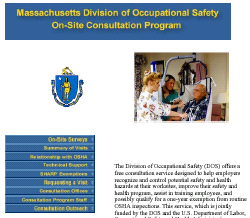 Massachusetts Division of Occupational Safety
On-Site Consultation Program
On-Site Surveys
Summary of Visits
Relationship with OSHA
Technical Support
SHARP Exemptions
Requesting a Visit
Consultation Offices
Consultation Program Staff
Consultation Outreach
The Division of Occupational Safety (DOS) offers a
free consultation service designed to help employers
recognize and control potential safety and health
hazards at their worksites, improve their safety and
health program, assist in training employees, and
possibly qualify for a one-year exemption from routine
OSHA inspections. This service, which is jointly
funded by the DOS and the U.S. Department of Labor,